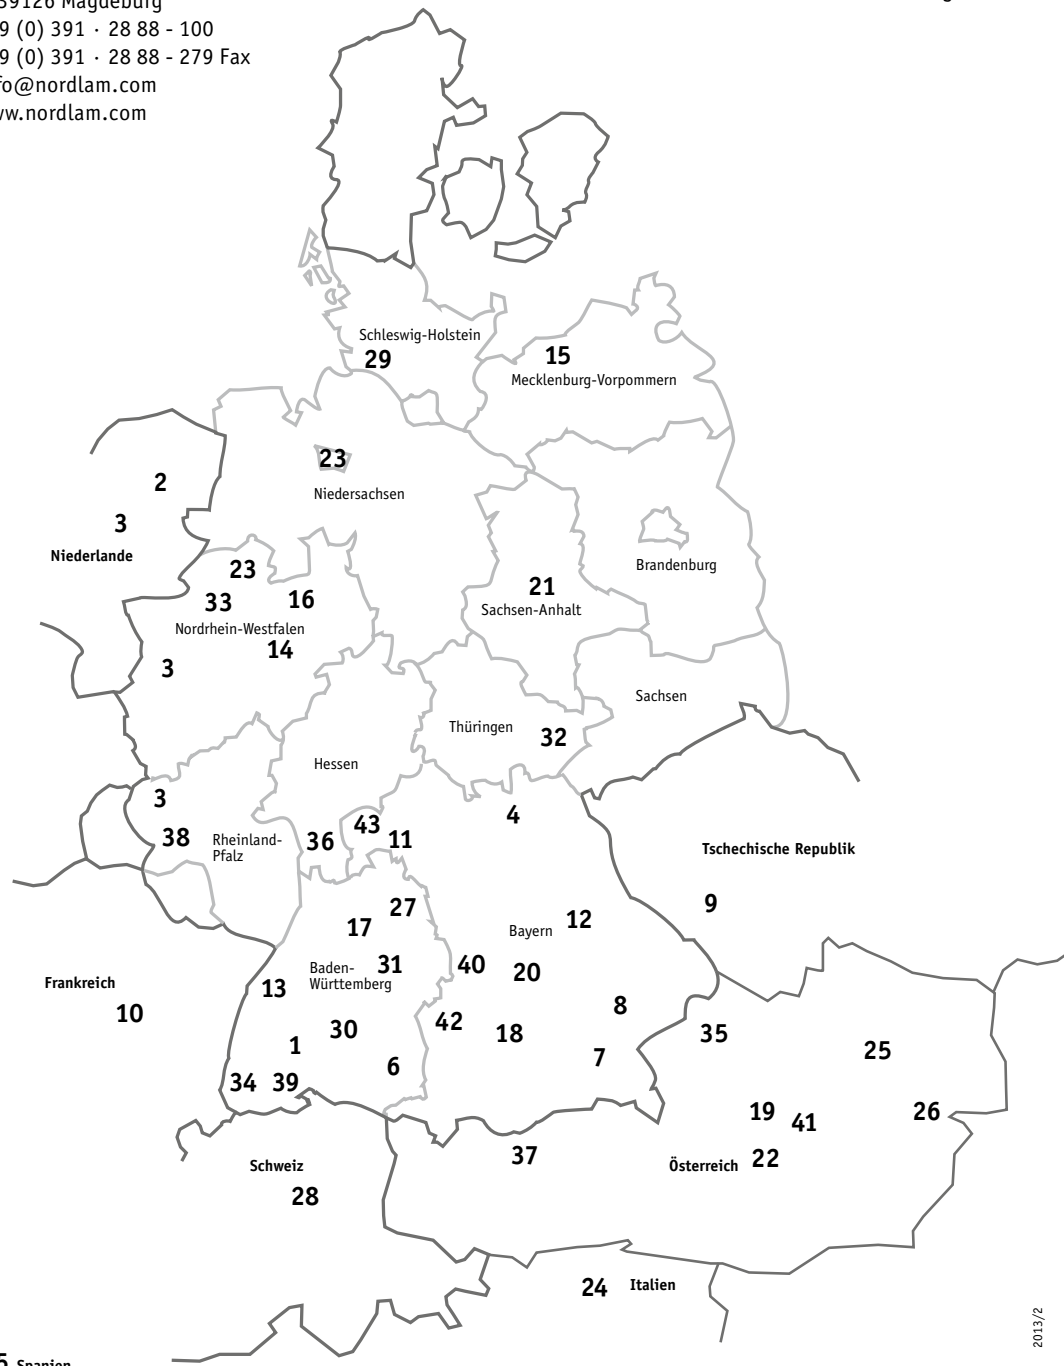 39126 Magdeburg
9 (0) 391 · 28 88 - 100
9 (0) 391 · 28 88 - 279 Fax
fo@nordlam.com
ww.nordlam.com
Schleswig-Holstein
29
15
Mecklenburg-Vorpommern
23
Niedersachsen
2
3
Niederlande
Brandenburg
23
33
16
21
Sachsen-Anhalt
Nordrhein-Westfalen
14
3
Sachsen
Thüringen
32
Hessen
3
4
43
38
Rheinland-
Pfalz
36
11
Tschechische Republik
9
27
17
12
Bayern
31
40
20
Baden-
Württemberg
Frankreich
13
10
8
42
30
18
35
1
25
7
6
34
39
19
41
26
37
Österreich
22
Schweiz
28
24
Italien
2013/2
5 Spanien